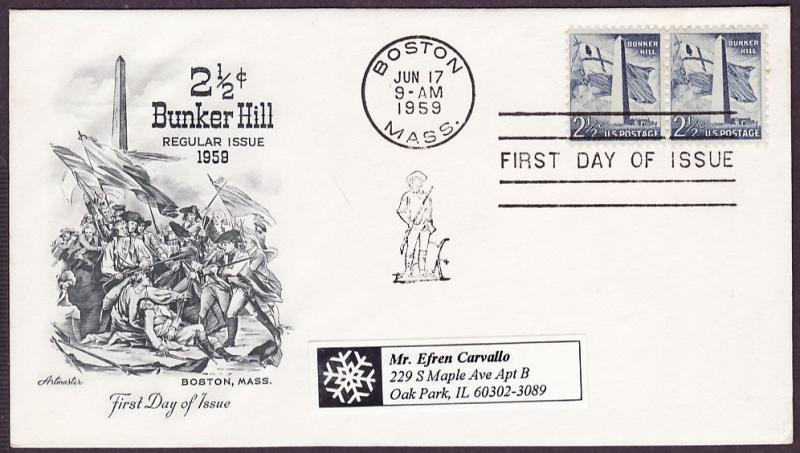 2½¢
Bunker Hill
REGULAR ISSUE
1959
Artmaster
BOSTON, MASS.
First Day of Issue
BOSTON
JUN 17
9-AM
1959
MASS.
BUNKER
HILL
2½¢ U.S. POSTAGE
BUNKER
HILL
2½¢ U.S. POSTAGE
FIRST DAY OF ISSUE
Mr. Efren Carvallo
229 S Maple Ave Apt B
Oak Park, IL 60302-3089